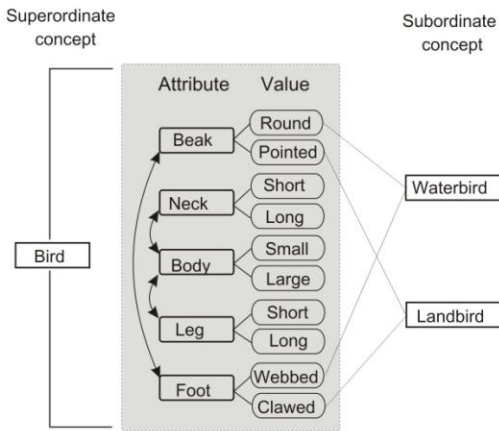 Superordinate
concept
Subordinate
concept
Attribute Value
Beak
Round
Pointed
Neck
Short
Long
Body
Small
Large
Leg
Short
Long
Foot
Webbed
Clawed
Bird
Waterbird
Landbird